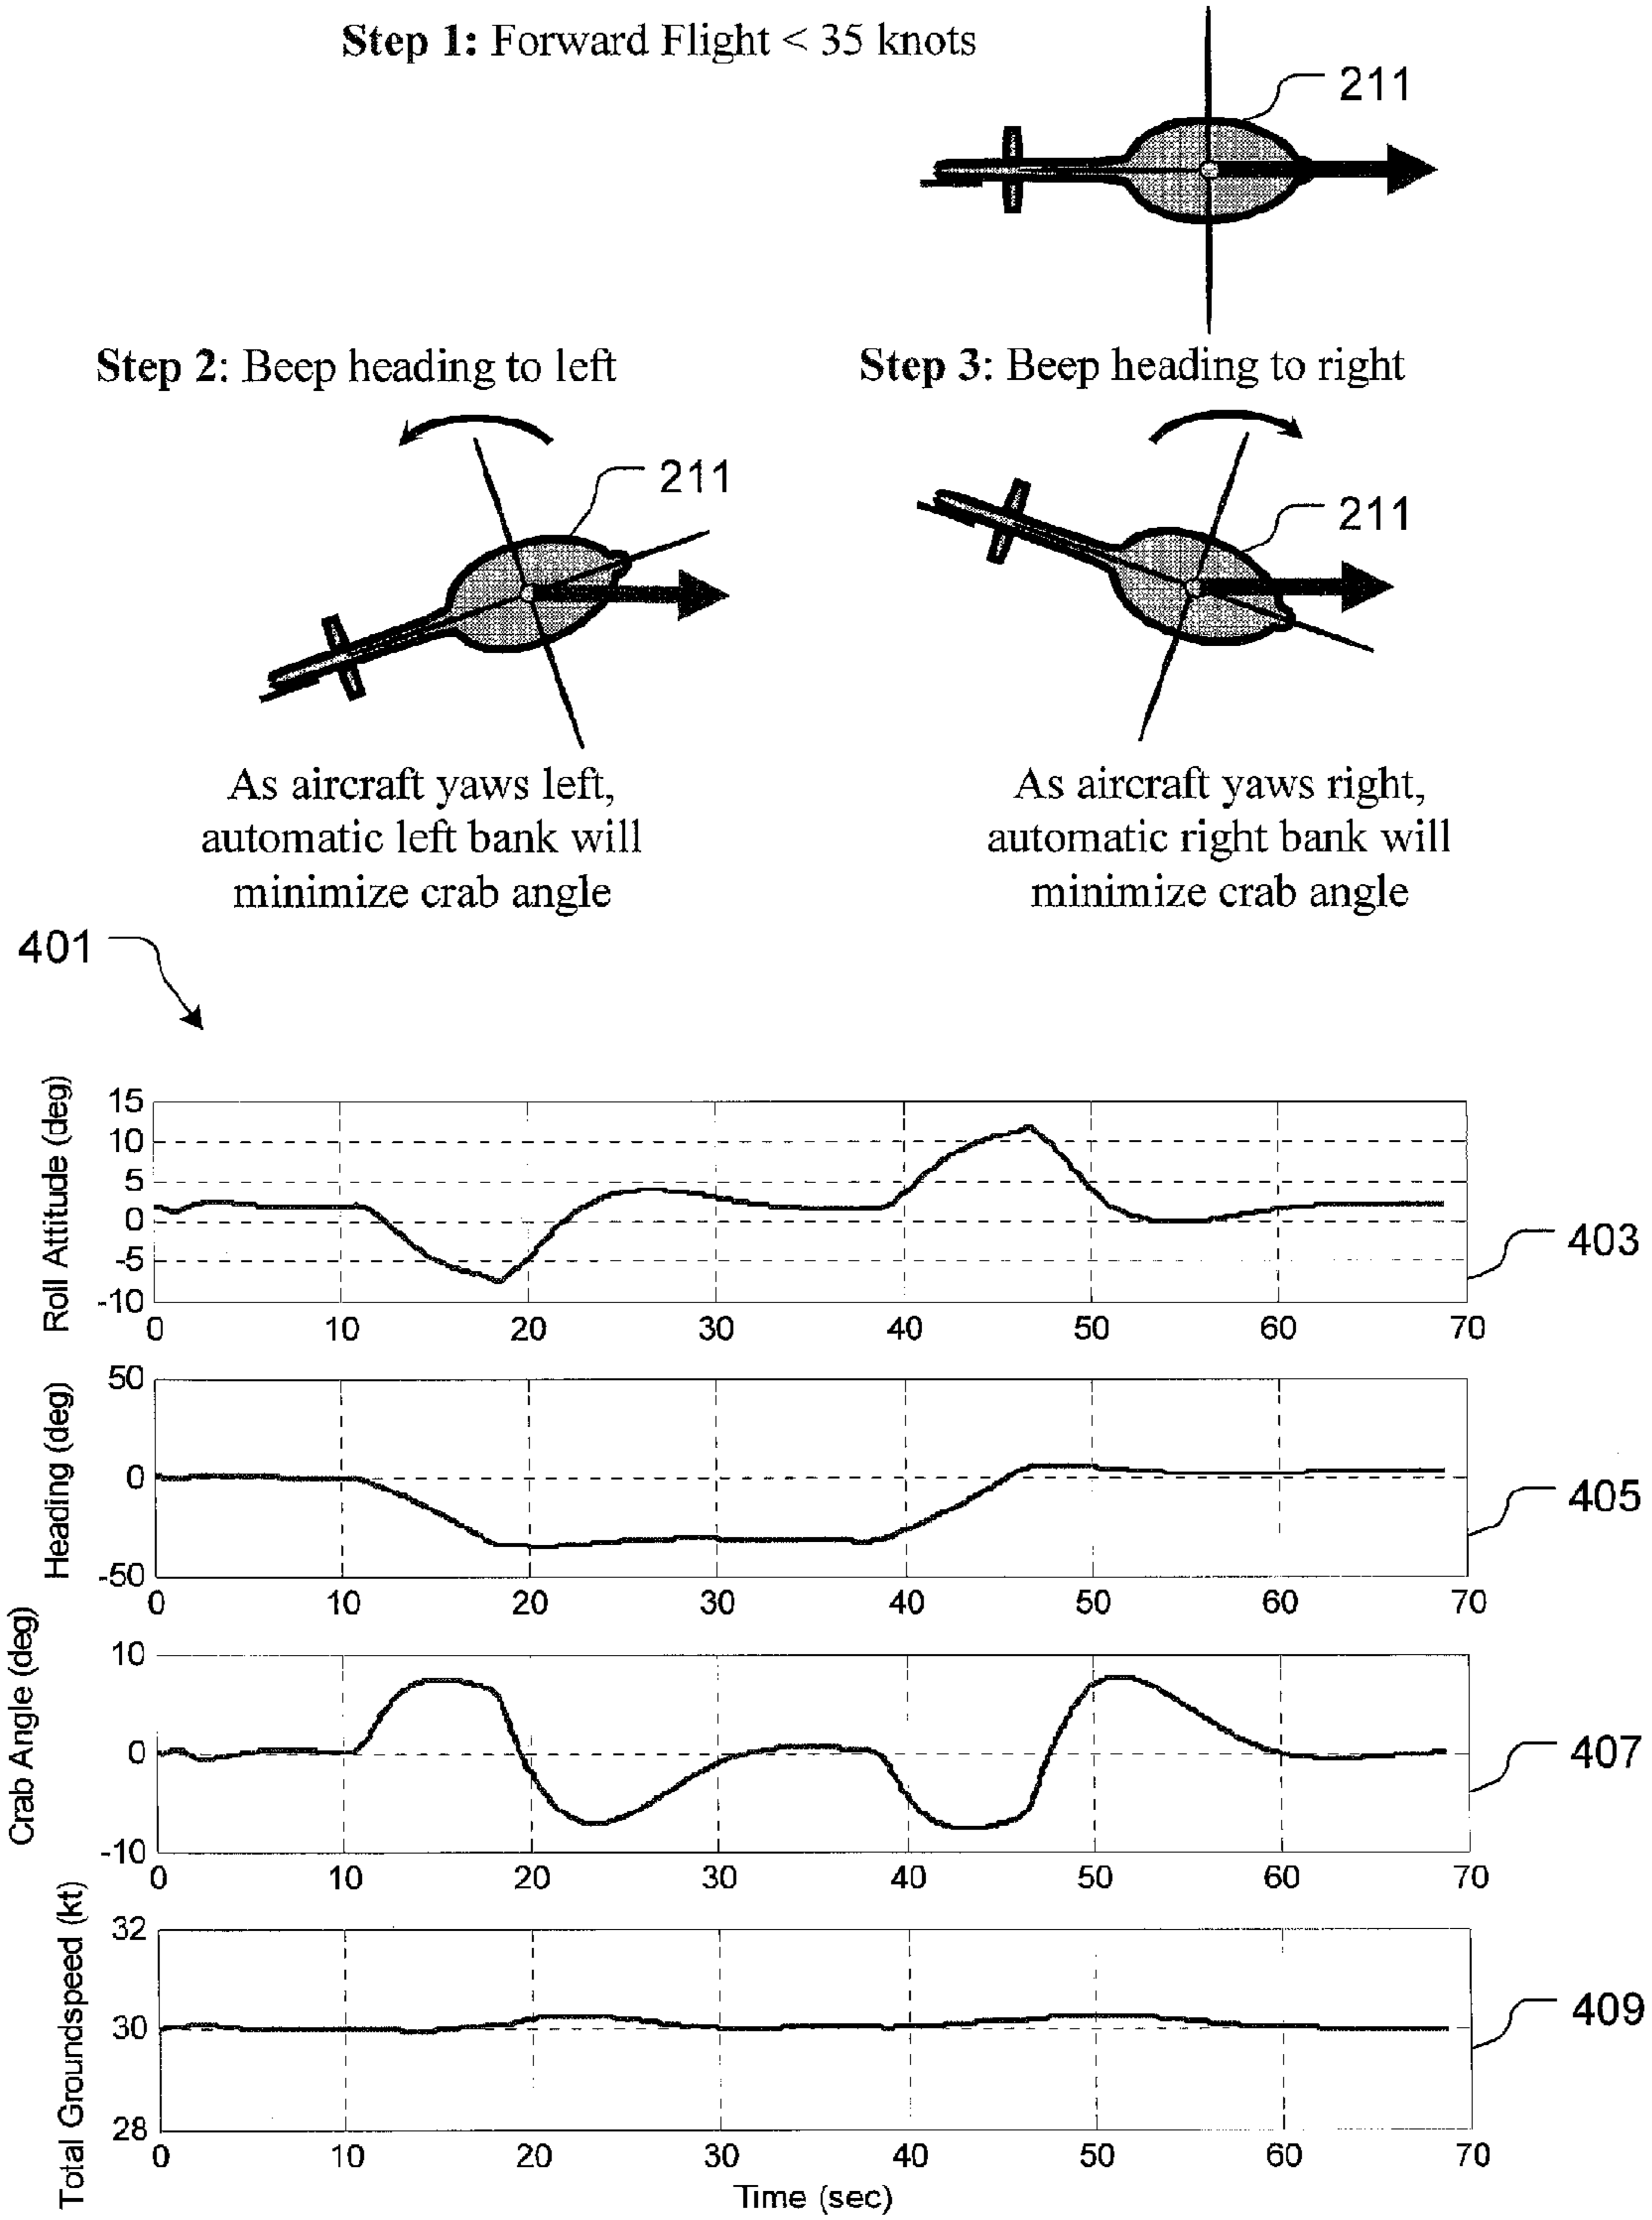 Step 1: Forward Flight < 35 knots
211
Step 2: Beep heading to left
Step 3: Beep heading to right
211
211
As aircraft yaws left,
automatic left bank will
minimize crab angle
As aircraft yaws right,
automatic right bank will
minimize crab angle
401
Roll Attitude (deg)
15
10
5
0
-5
-10
0 10 20 30 40 50 60 70
403
Heading (deg)
50
0
-50
0 10 20 30 40 50 60 70
405
Crab Angle (deg)
10
0
-10
0 10 20 30 40 50 60 70
407
Total Groundspeed (kt)
32
30
28
0 10 20 30 40 50 60 70
409
Time (sec)